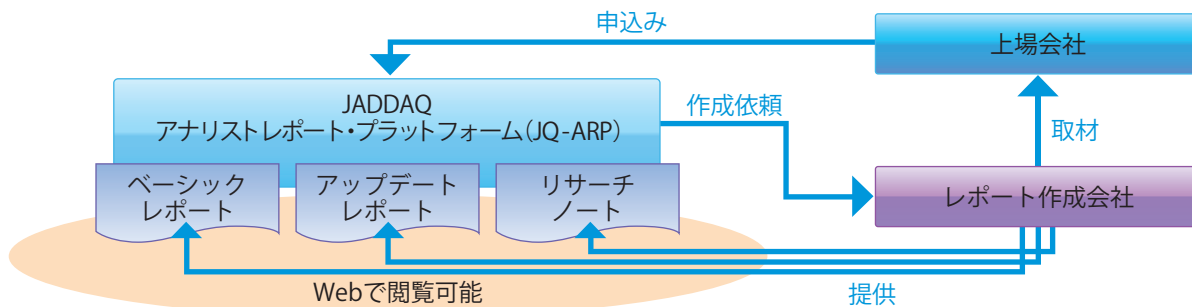 申込み
上場会社
JADDAQ
アナリストレポート・プラットフォーム（JQ-ARP）
作成依頼
取材
ベーシック
レポート
アップデート
レポート
リサーチ
ノート
レポート作成会社
Webで閲覧可能
提供